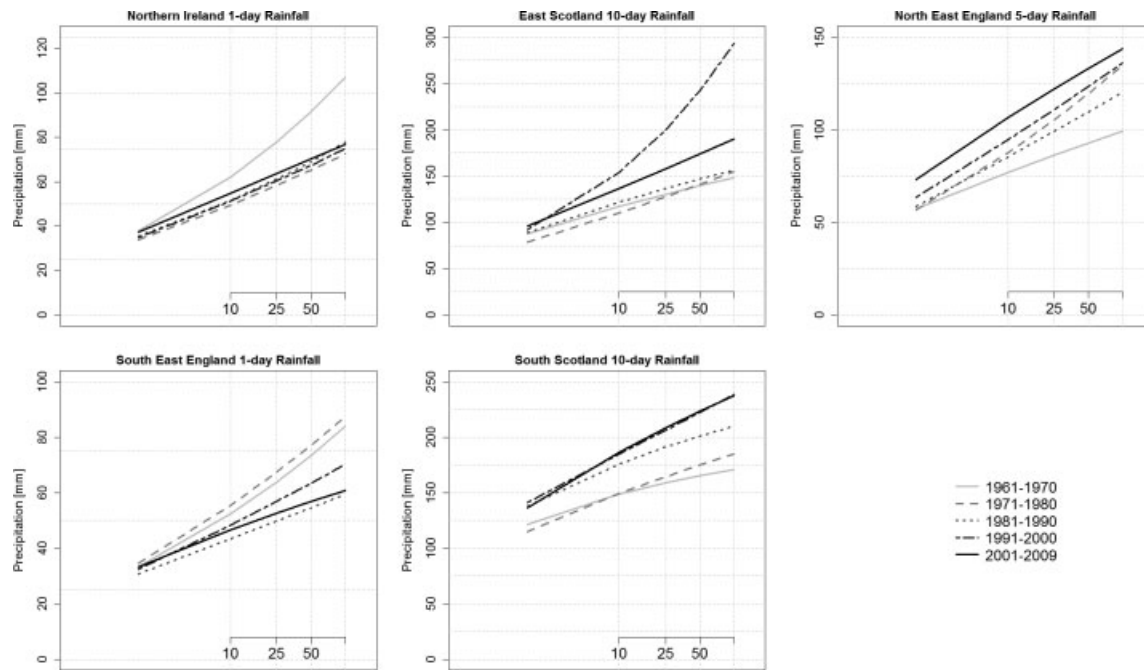 Northern Ireland 1-day Rainfall
Precipitation [mm]
0 20 40 60 80 100 120
10 25 50
East Scotland 10-day Rainfall
Precipitation [mm]
0 50 100 150 200 250 300
10 25 50
North East England 5-day Rainfall
Precipitation [mm]
0 50 100 150
10 25 50
South East England 1-day Rainfall
Precipitation [mm]
0 20 40 60 80 100
10 25 50
South Scotland 10-day Rainfall
Precipitation [mm]
0 50 100 150 200 250
10 25 50
1961-1970
1971-1980
1981-1990
1991-2000
2001-2009